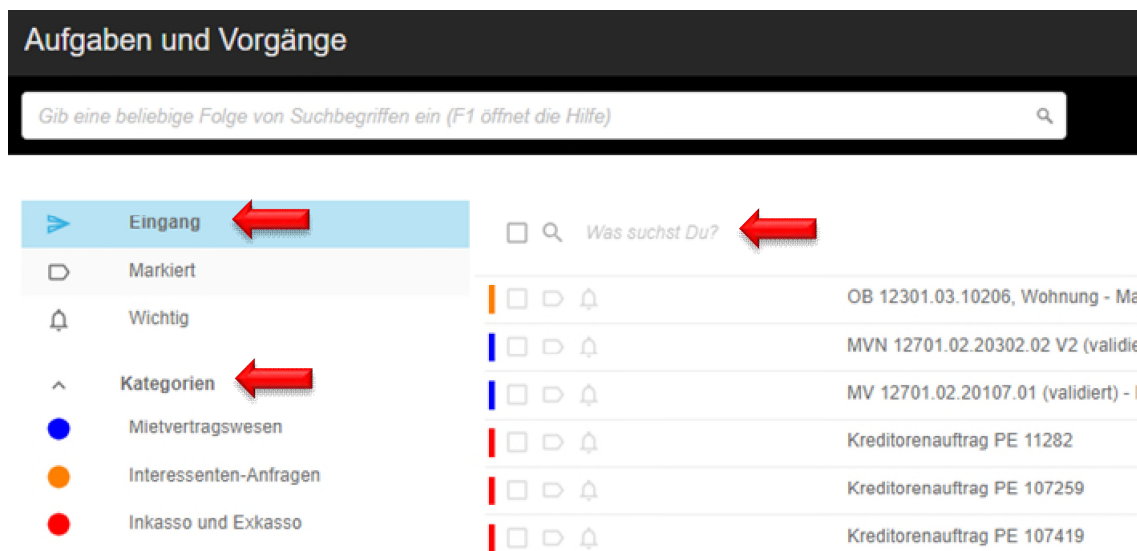 Aufgaben und Vorgänge
Gib eine beliebige Folge von Suchbegriffen ein (F1 öffnet die Hilfe)
Eingang
Markiert
Wichtig
Kategorien
Mietvertragswesen
Interessenten-Anfragen
Inkasso und Exkasso
Was suchst Du?
OB 12301.03.10206, Wohnung - Ma
MVN 12701.02.20302.02 V2 (validie
MV 12701.02.20107.01 (validiert) -
Kreditorenauftrag PE 11282
Kreditorenauftrag PE 107259
Kreditorenauftrag PE 107419